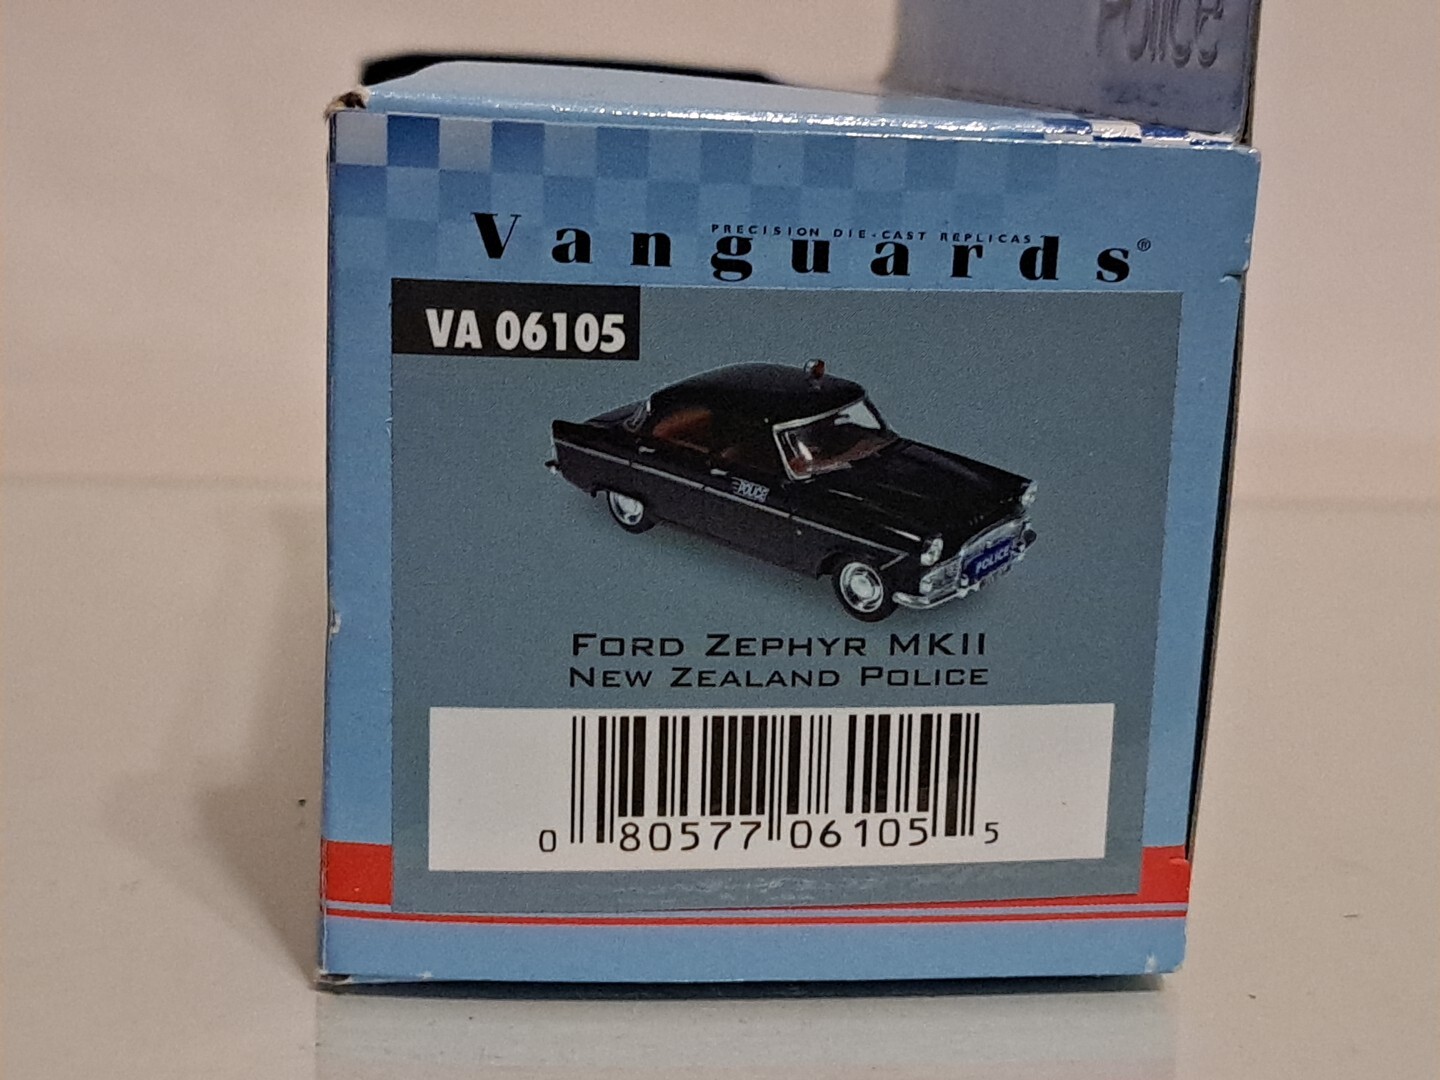 POLICE
Vanguards®
PRECISION DIE-CAST REPLICAS
VA 06105
POLICE
POLICE
FORD ZEPHYR MKII
NEW ZEALAND POLICE
0 80577 06105 5